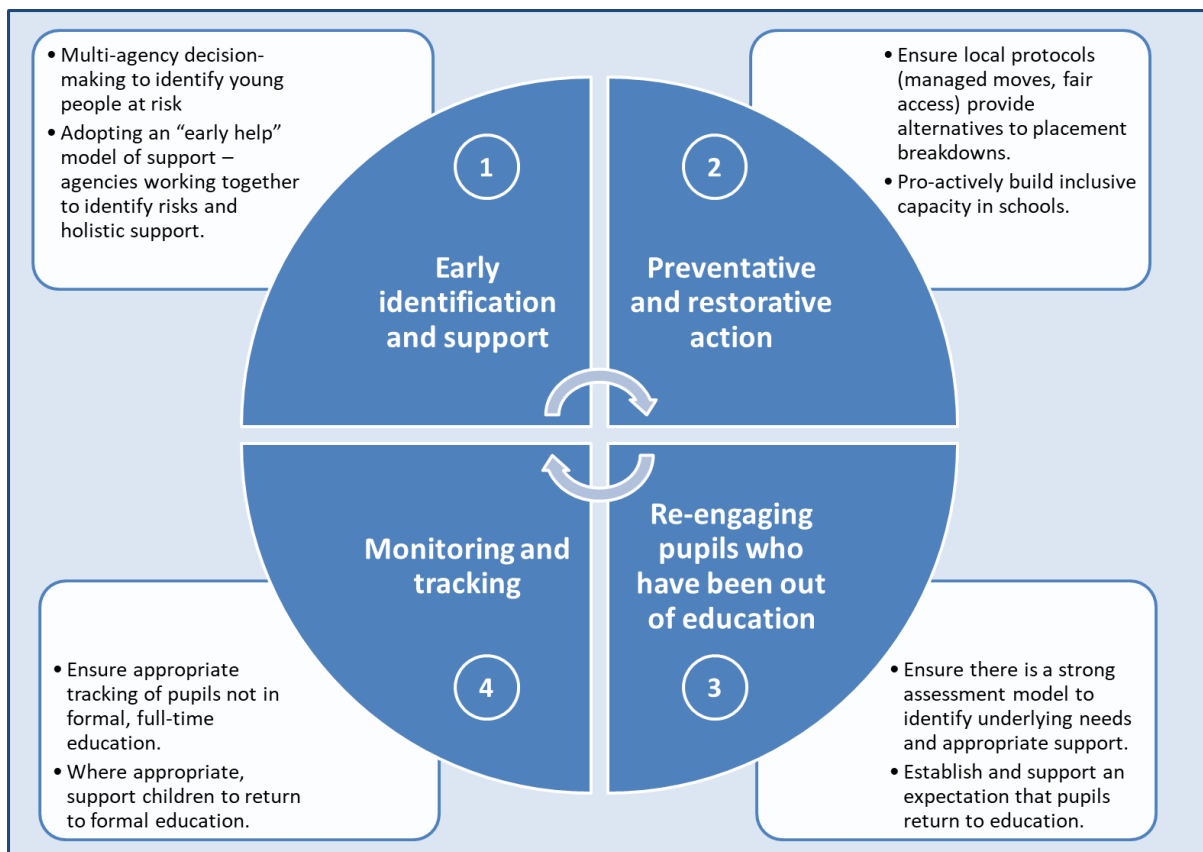 • Multi-agency decision-
making to identify young
people at risk
• Adopting an “early help”
model of support –
agencies working together
to identify risks and
holistic support.
1
Early
identification
and support
• Ensure local protocols
(managed moves, fair
access) provide
alternatives to placement
breakdowns.
• Pro-actively build inclusive
capacity in schools.
2
Preventative
and restorative
action
Re-engaging
pupils who
have been out
of education
3
• Ensure there is a strong
assessment model to
identify underlying needs
and appropriate support.
• Establish and support an
expectation that pupils
return to education.
Monitoring and
tracking
4
• Ensure appropriate
tracking of pupils not in
formal, full-time
education.
• Where appropriate,
support children to return
to formal education.